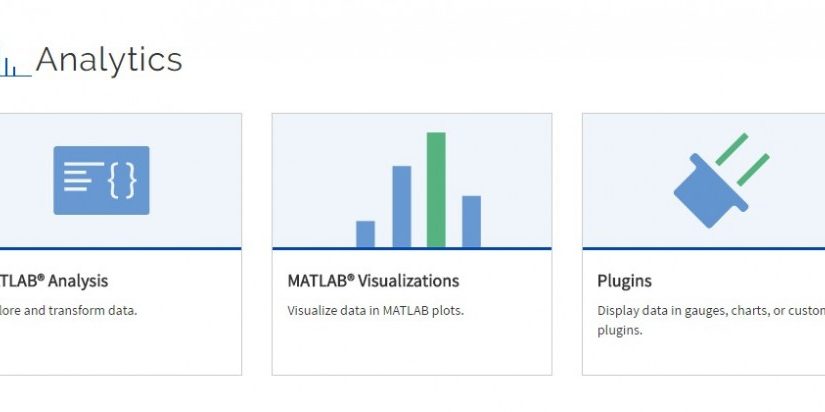 Analytics
{}
TLAB® Analysis
lore and transform data.
MATLAB® Visualizations
Visualize data in MATLAB plots.
Plugins
Display data in gauges, charts, or custom
plugins.